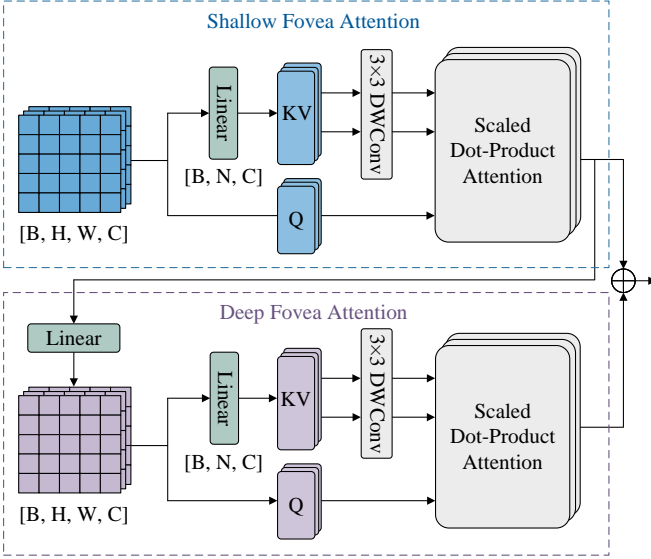 Shallow Fovea Attention
Linear
KV
3×3 DWConv
Scaled
Dot-Product
Attention
[B, N, C]
Q
[B, H, W, C]
Deep Fovea Attention
Linear
Linear
KV
3×3 DWConv
Scaled
Dot-Product
Attention
[B, N, C]
Q
[B, H, W, C]